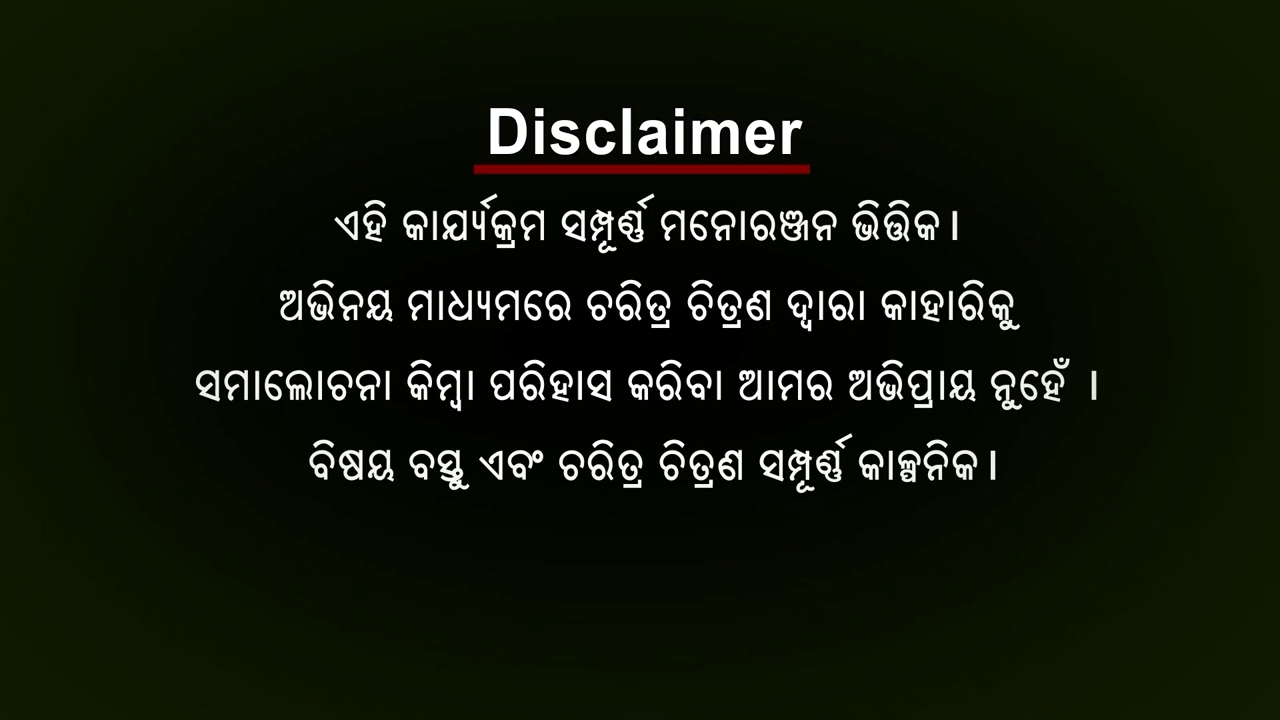 Disclaimer
ଏହି କାର୍ଯ୍ୟକ୍ରମ ସମ୍ପୂର୍ଣ୍ଣ ମନୋରଞ୍ଜନ ଭିତ୍ତିକ।
ଅଭିନୟ ମାଧ୍ୟମରେ ଚରିତ୍ର ଚିତ୍ରଣ ଦ୍ୱାରା କାହାରିକୁ
ସମାଲୋଚନା କିମ୍ବା ପରିହାସ କରିବା ଆମର ଅଭିପ୍ରାୟ ନୁହେଁ ।
ବିଷୟ ବସ୍ତୁ ଏବଂ ଚରିତ୍ର ଚିତ୍ରଣ ସମ୍ପୂର୍ଣ୍ଣ କାଳ୍ପନିକ।